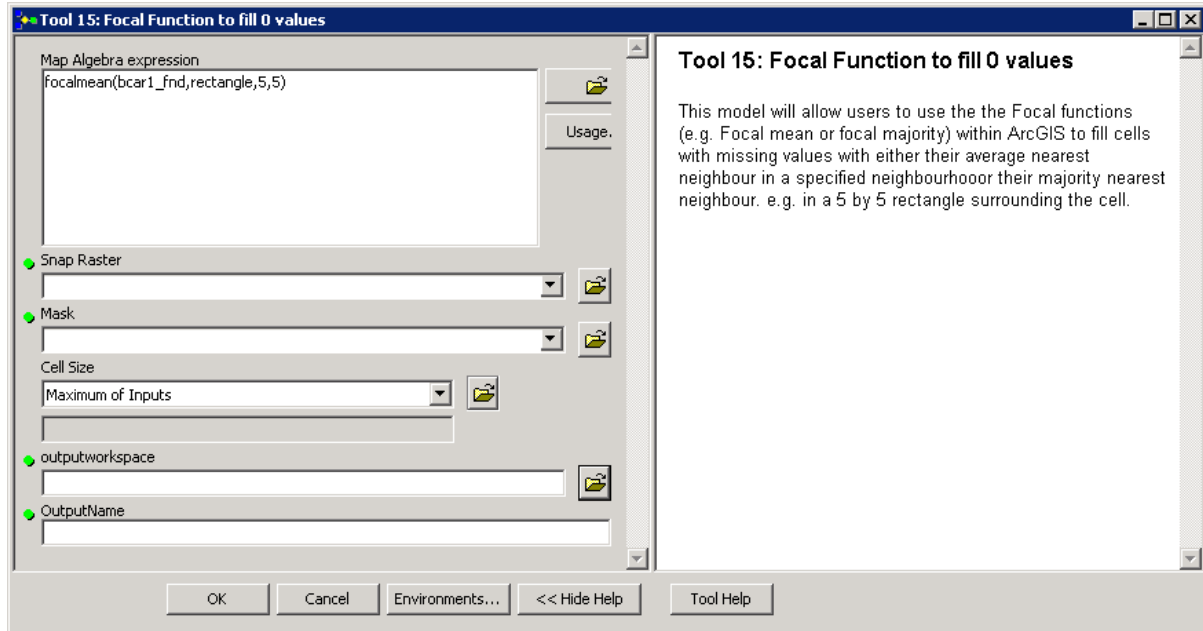 Tool 15: Focal Function to fill 0 values
Map Algebra expression
focalmean(bcar1_fnd,rectangle,5,5)
Usage.
Snap Raster
Mask
Cell Size
Maximum of Inputs
outputworkspace
OutputName
OK
Cancel
Environments...
<< Hide Help
Tool 15: Focal Function to fill 0 values
This model will allow users to use the the Focal functions
(e.g. Focal mean or focal majority) within ArcGIS to fill cells
with missing values with either their average nearest
neighbour in a specified neighbourhooor their majority nearest
neighbour. e.g. in a 5 by 5 rectangle surrounding the cell.
Tool Help